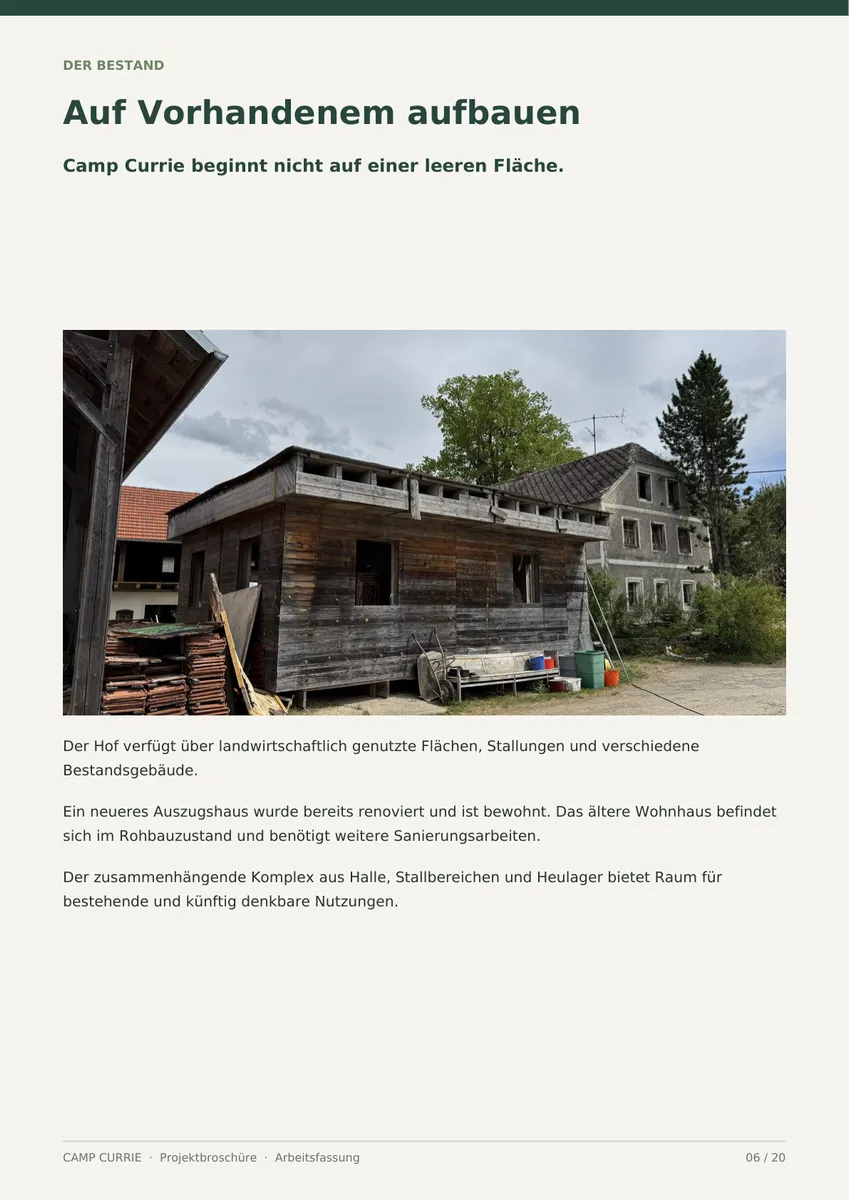 DER BESTAND
Auf Vorhandenem aufbauen
Camp Currie beginnt nicht auf einer leeren Fläche.
Der Hof verfügt über landwirtschaftlich genutzte Flächen, Stallungen und verschiedene
Bestandsgebäude.
Ein neueres Auszugshaus wurde bereits renoviert und ist bewohnt. Das ältere Wohnhaus befindet
sich im Rohbauzustand und benötigt weitere Sanierungsarbeiten.
Der zusammenhängende Komplex aus Halle, Stallbereichen und Heulager bietet Raum für
bestehende und künftig denkbare Nutzungen.
CAMP CURRIE · Projektbroschüre · Arbeitsfassung
06 / 20